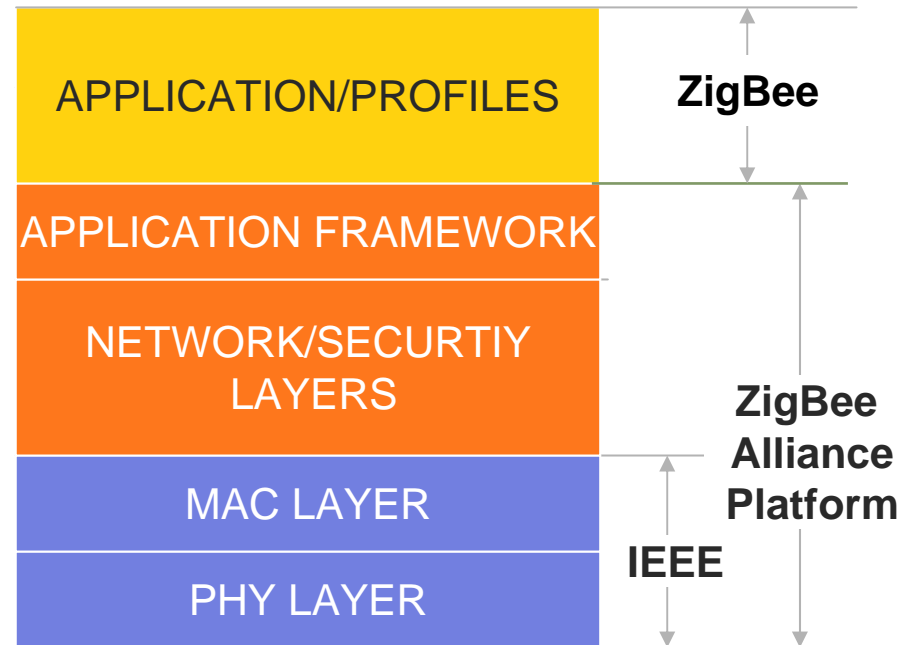 APPLICATION/PROFILES
ZigBee
APPLICATION FRAMEWORK
NETWORK/SECURTIY
LAYERS
ZigBee
Alliance
Platform
MAC LAYER
IEEE
PHY LAYER